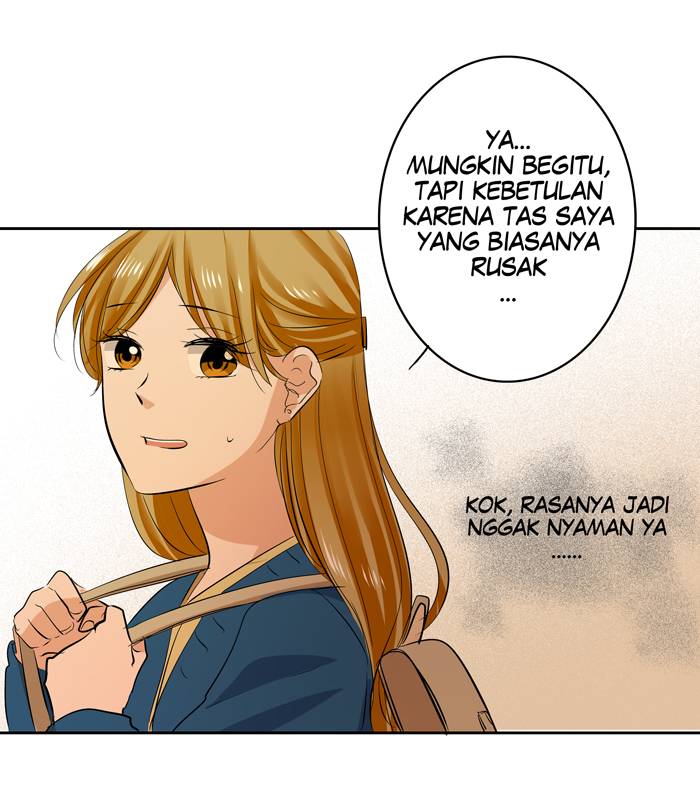 YA...
MUNGKIN BEGITU,
TAPI KEBETULAN
KARENA TAS SAYA
YANG BIASANYA
RUSAK
...
KOK, RASANYA JADI
NGGAK NYAMAN YA
......